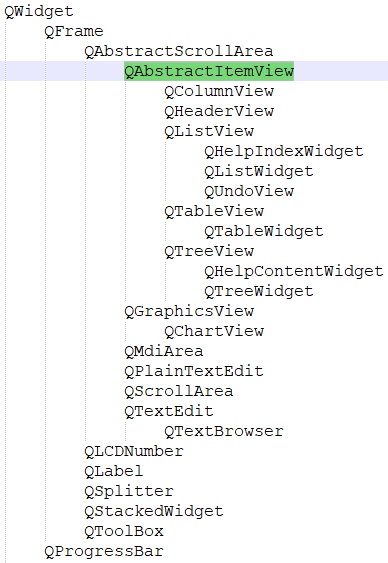 QWidget
QFrame
QAbstractScrollArea
QAbstractItemView
QColumnView
QHeaderView
QListView
QHelpIndexWidget
QListWidget
QUndoView
QTableView
QTableWidget
QTreeView
QHelpContentWidget
QTreeWidget
QGraphicsView
QChartView
QMdiArea
QPlainTextEdit
QScrollArea
QTextEdit
QTextBrowser
QLCDNumber
QLabel
QSplitter
QStackedWidget
QToolBox
QProgressBar